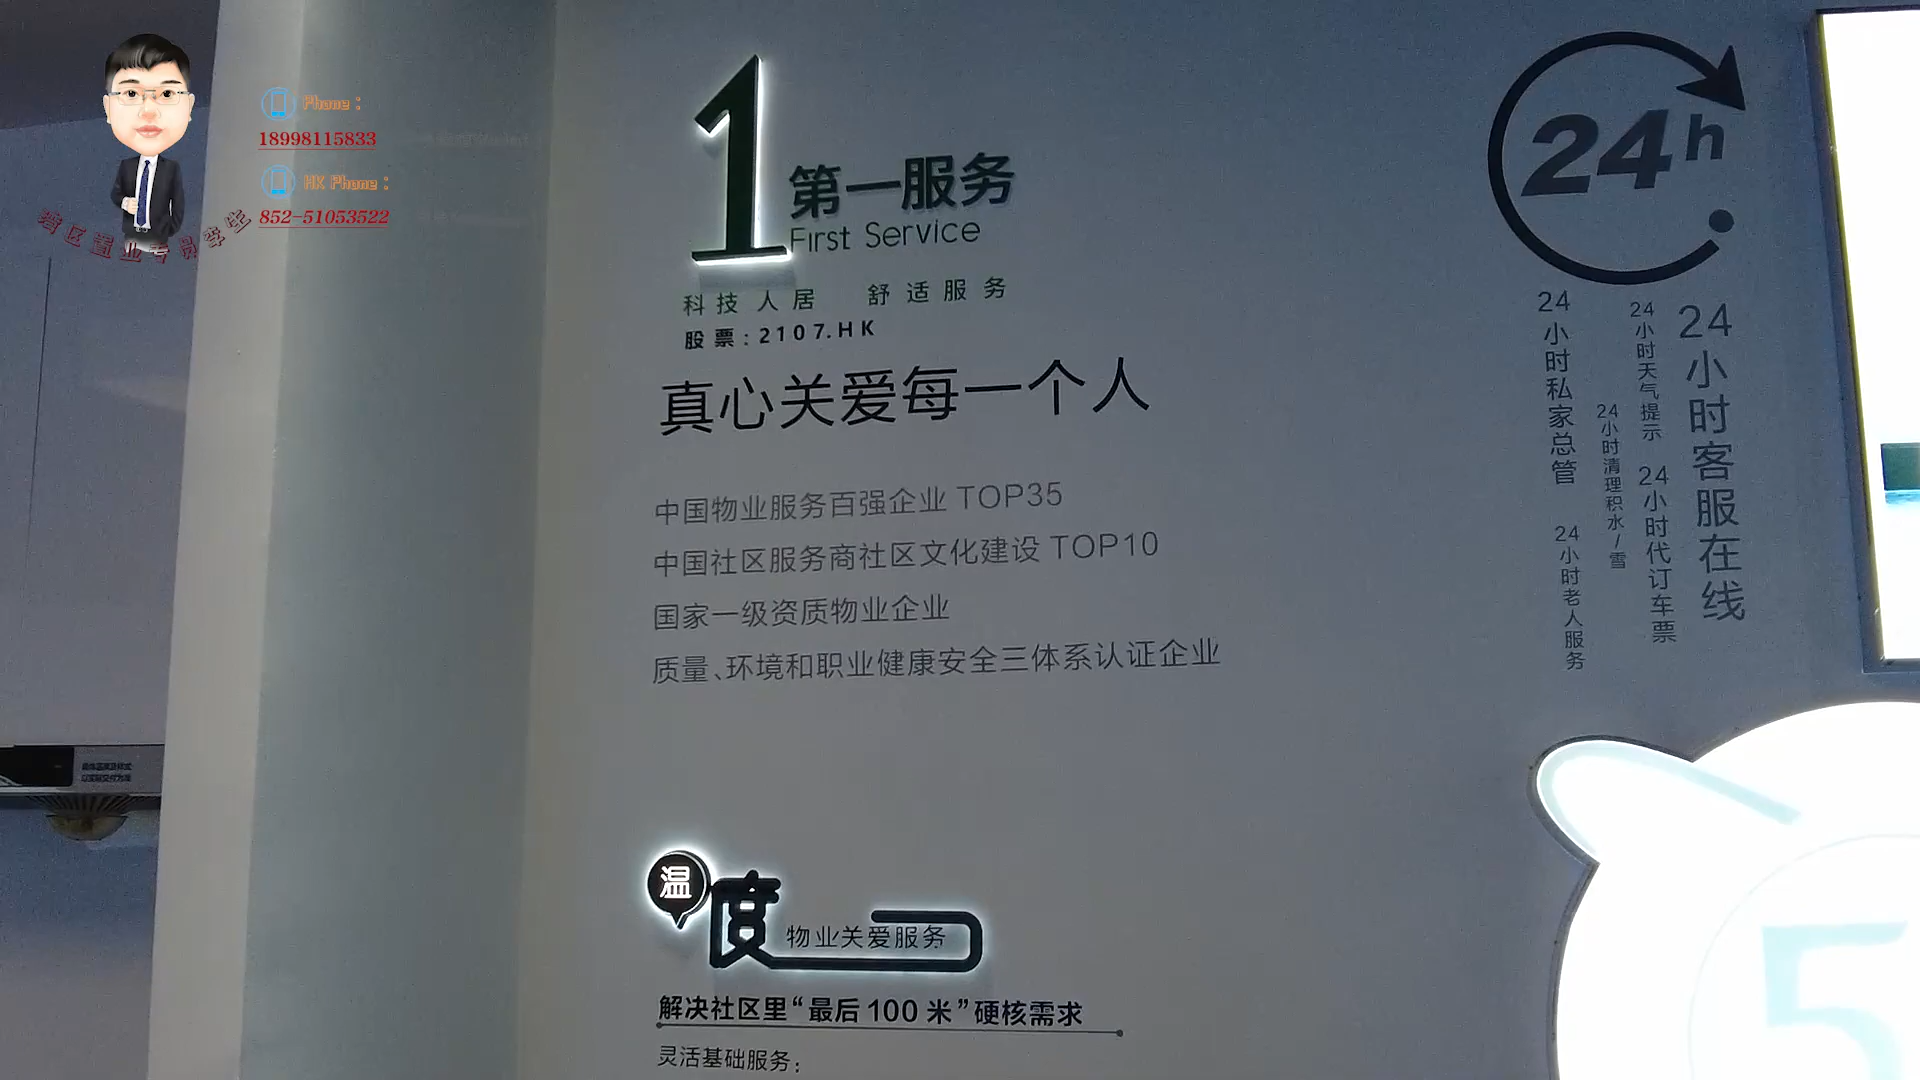 Phone :
18998115833
HK Phone :
852-51053522
1
第一服务
First Service
科技人居 舒适服务
股票:2107.HK
真心关爱每一个人
中国物业服务百强企业 TOP35
中国社区服务商社区文化建设 TOP10
国家一级资质物业企业
质量、环境和职业健康安全三体系认证企业
24h
24小时客服在线
24小时天气提示
24小时代订车票
24小时清理积水/雪
24小时私家总管
24小时老人服务
温度
物业关爱服务
解决社区里“最后100米”硬核需求
灵活基础服务:
5